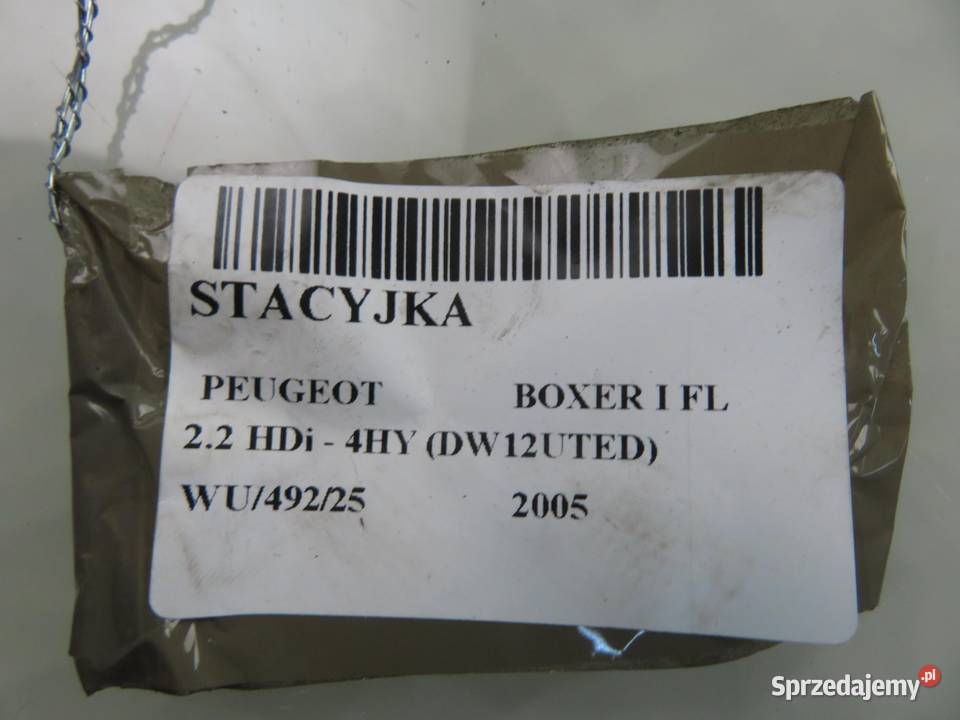 STACYJKA
PEUGEOT BOXER I FL
2.2 HDi - 4HY (DW12UTED)
WU/492/25 2005
Sprzedajemy.pl